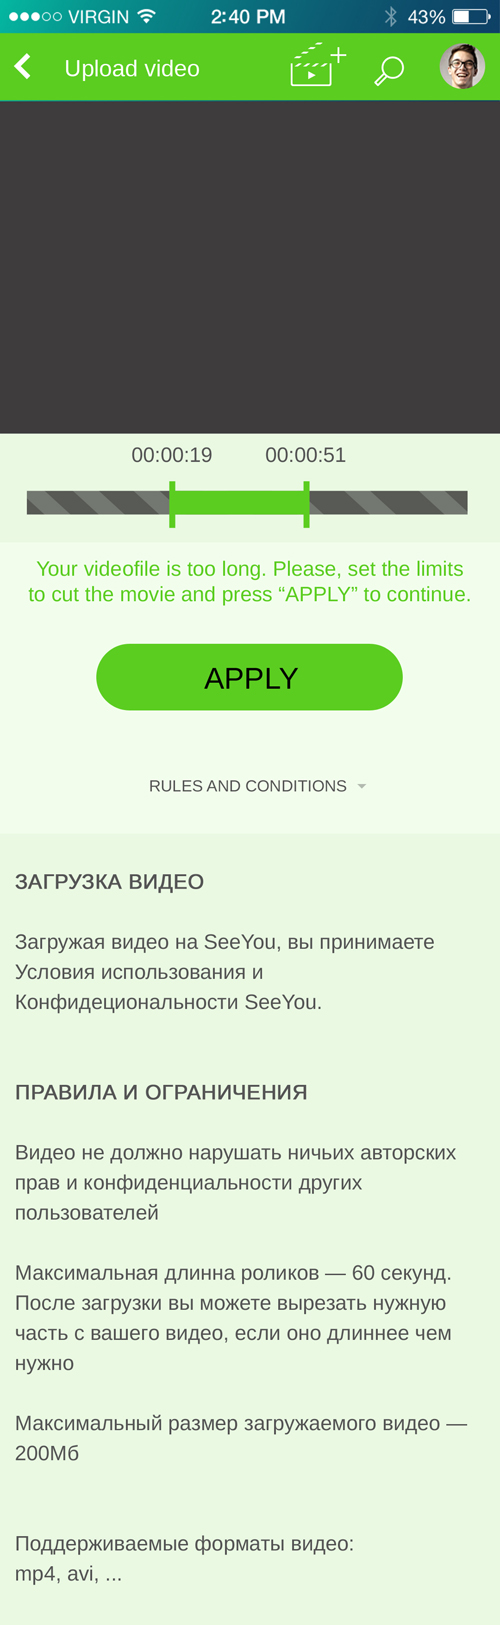 VIRGIN 2:40 PM 43%
Upload video
00:00:19 00:00:51
Your videofile is too long. Please, set the limits
to cut the movie and press “APPLY” to continue.
APPLY
RULES AND CONDITIONS
ЗАГРУЗКА ВИДЕО
Загружая видео на SeeYou, вы принимаете
Условия использования и
Конфидециональности SeeYou.
ПРАВИЛА И ОГРАНИЧЕНИЯ
Видео не должно нарушать ничьих авторских
прав и конфиденциальности других
пользователей
Максимальная длинна роликов — 60 секунд.
После загрузки вы можете вырезать нужную
часть с вашего видео, если оно длиннее чем
нужно
Максимальный размер загружаемого видео —
200Мб
Поддерживаемые форматы видео:
mp4, avi, ...